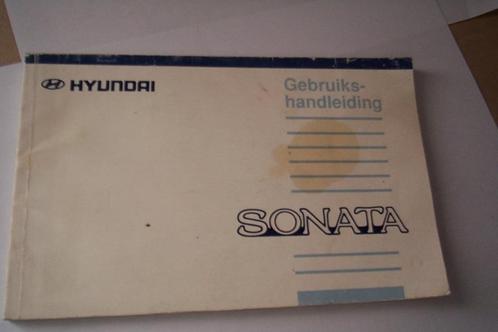 HYUNDAI
Gebruiks-
handleiding
SONATA